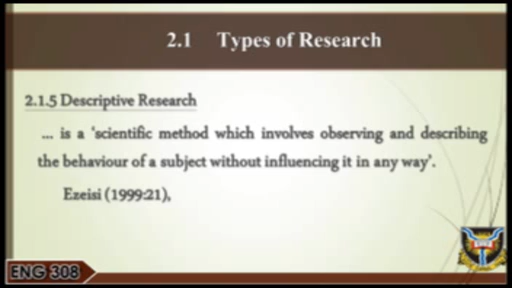 2.1 Types of Research
2.1.5 Descriptive Research
... is a 'scientific method which involves observing and describing
the behaviour of a subject without influencing it in any way'.
Ezeisi (1999:21),
ENG 308